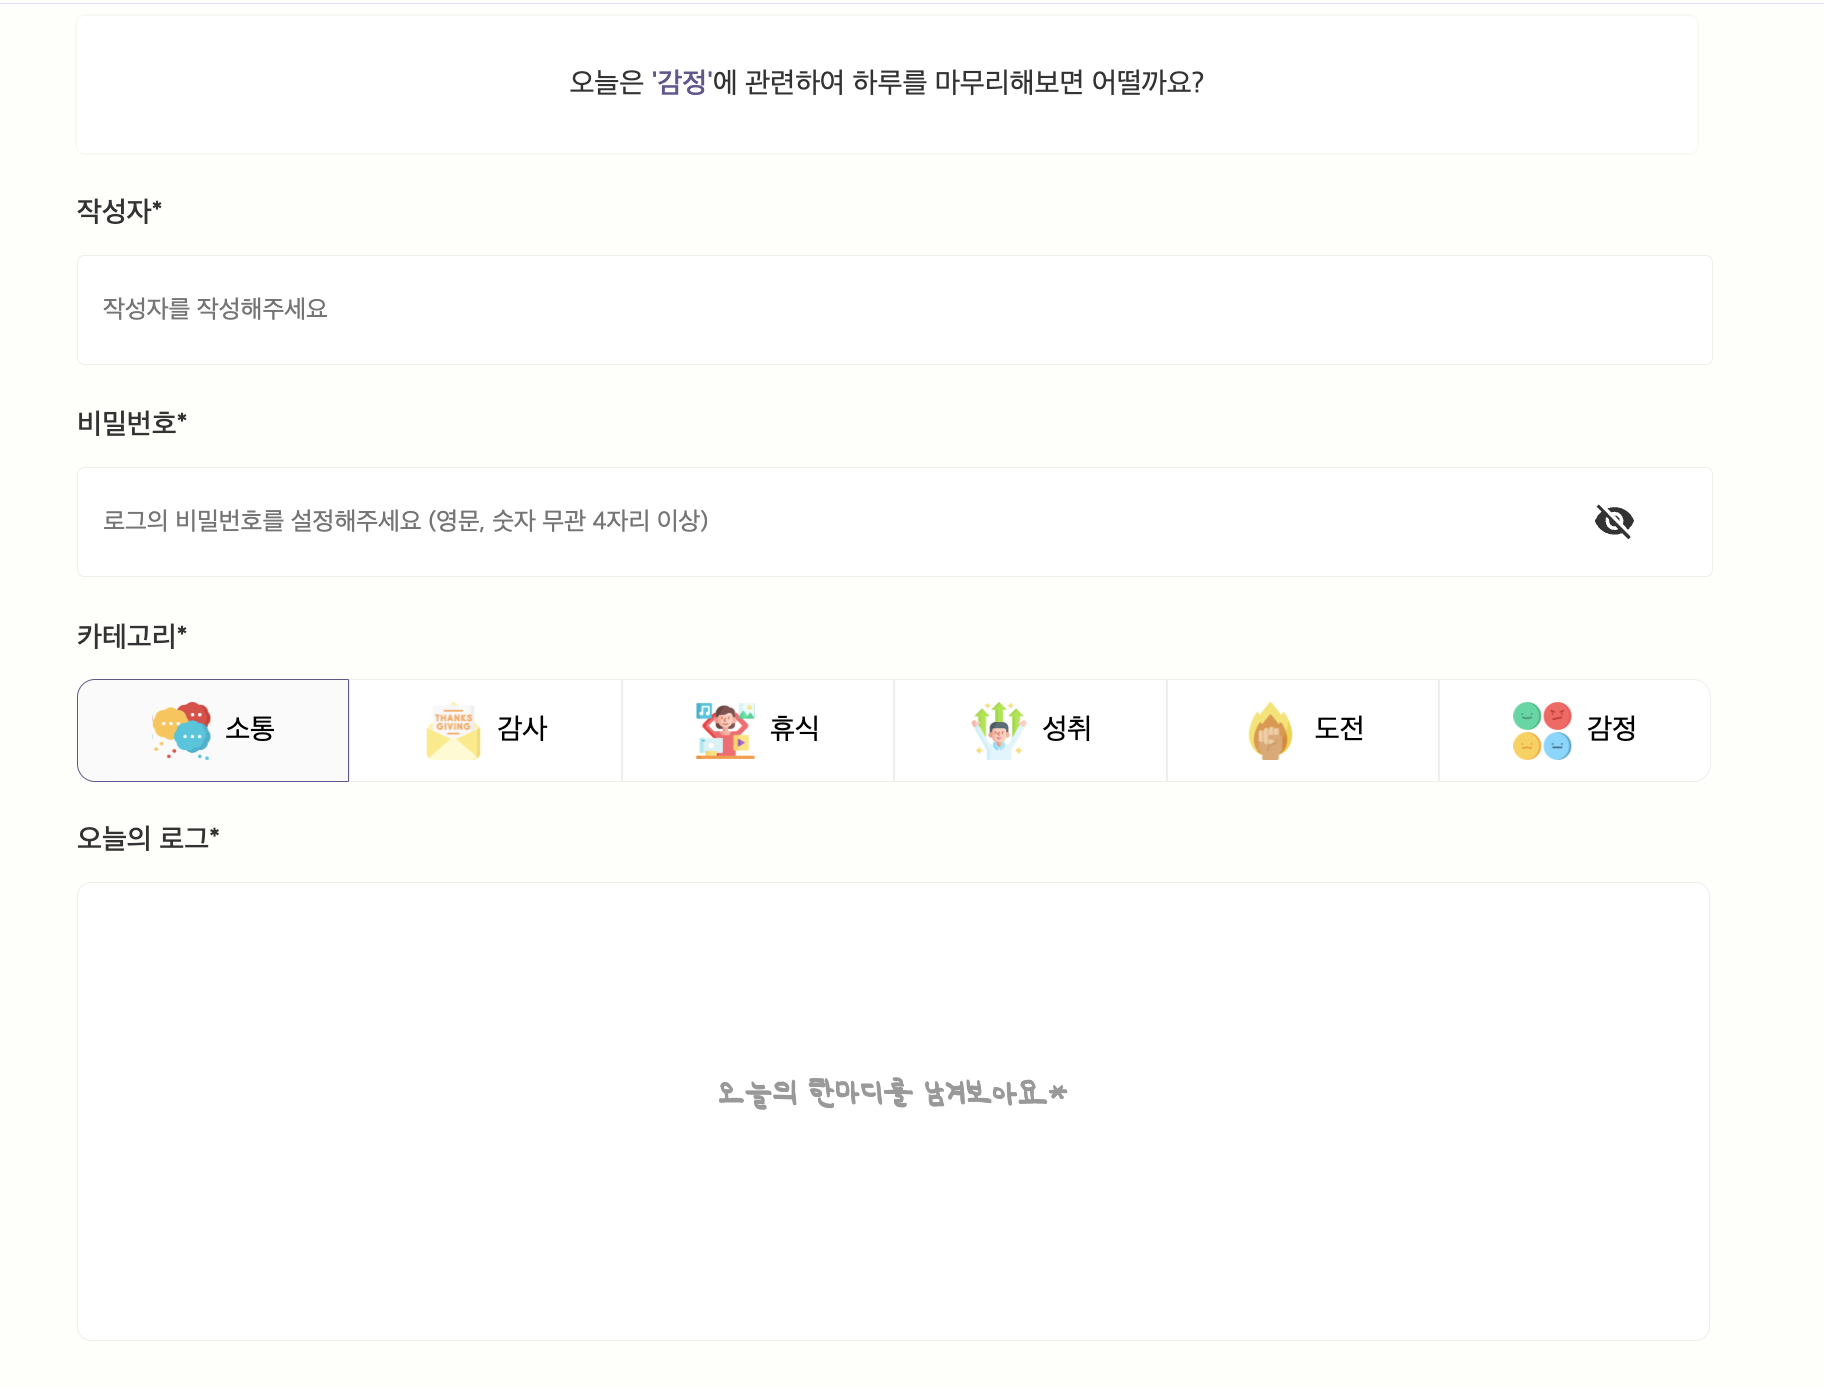 오늘은 '감정'에 관련하여 하루를 마무리해보면 어떨까요?
작성자*
작성자를 작성해주세요
비밀번호*
로그의 비밀번호를 설정해주세요 (영문, 숫자 무관 4자리 이상)
카테고리*
소통 THANKS GIVING 감사 휴식 성취 도전 감정
오늘의 로그*
오늘의 한마디를 남겨보아요*